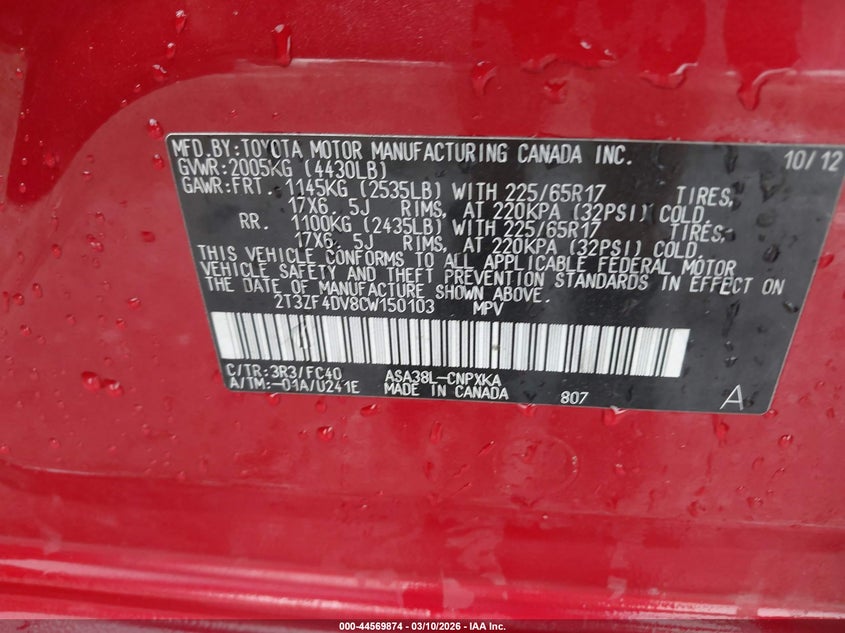 MFD.BY:TOYOTA MOTOR MANUFACTURING CANADA INC. 10/12
GVWR:2005KG (4430LB)
GAWR:FRT. 1145KG (2535LB) WITH 225/65R17 TIRES,
17X6.5J RIMS, AT 220KPA (32PSI) COLD.
RR. 1100KG (2435LB) WITH 225/65R17 TIRES,
17X6.5J RIMS, AT 220KPA (32PSI) COLD.
THIS VEHICLE CONFORMS TO ALL APPLICABLE FEDERAL MOTOR
VEHICLE SAFETY AND THEFT PREVENTION STANDARDS IN EFFECT ON
THE DATE OF MANUFACTURE SHOWN ABOVE.
2T3ZF4DV8CW150103 MPV
C/TR:3R3/FC40 ASA38L-CNPXKA
A/TM:-01A/U241E MADE IN CANADA 807 A
000-44569874 | 03/10/2026 - IAA Inc.